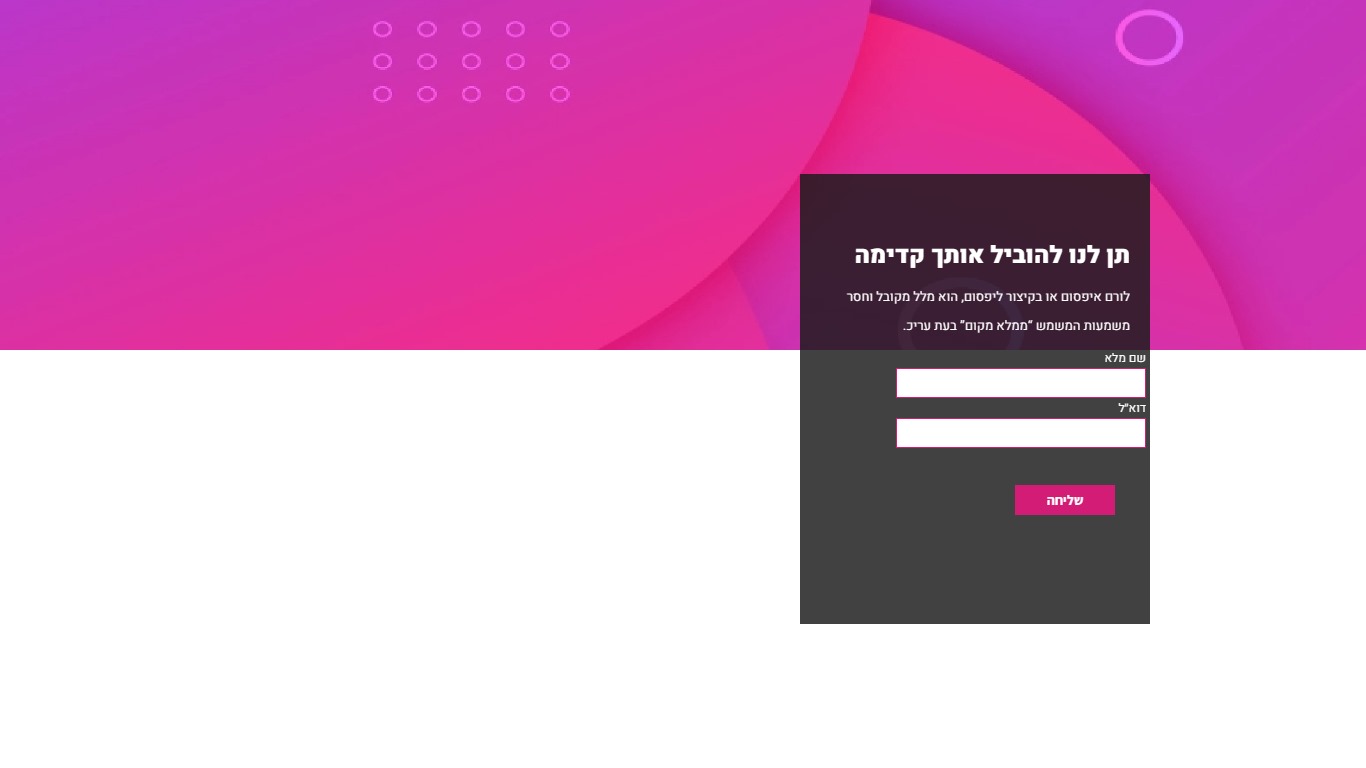 תן לנו להוביל אותך קדימה
לורם איפסום או בקיצור ליפסום, הוא מלל מקובל וחסר
משמעות המשמש ״ממלא מקום״ בעת עריכ.
שם מלא
דוא״ל
שליחה